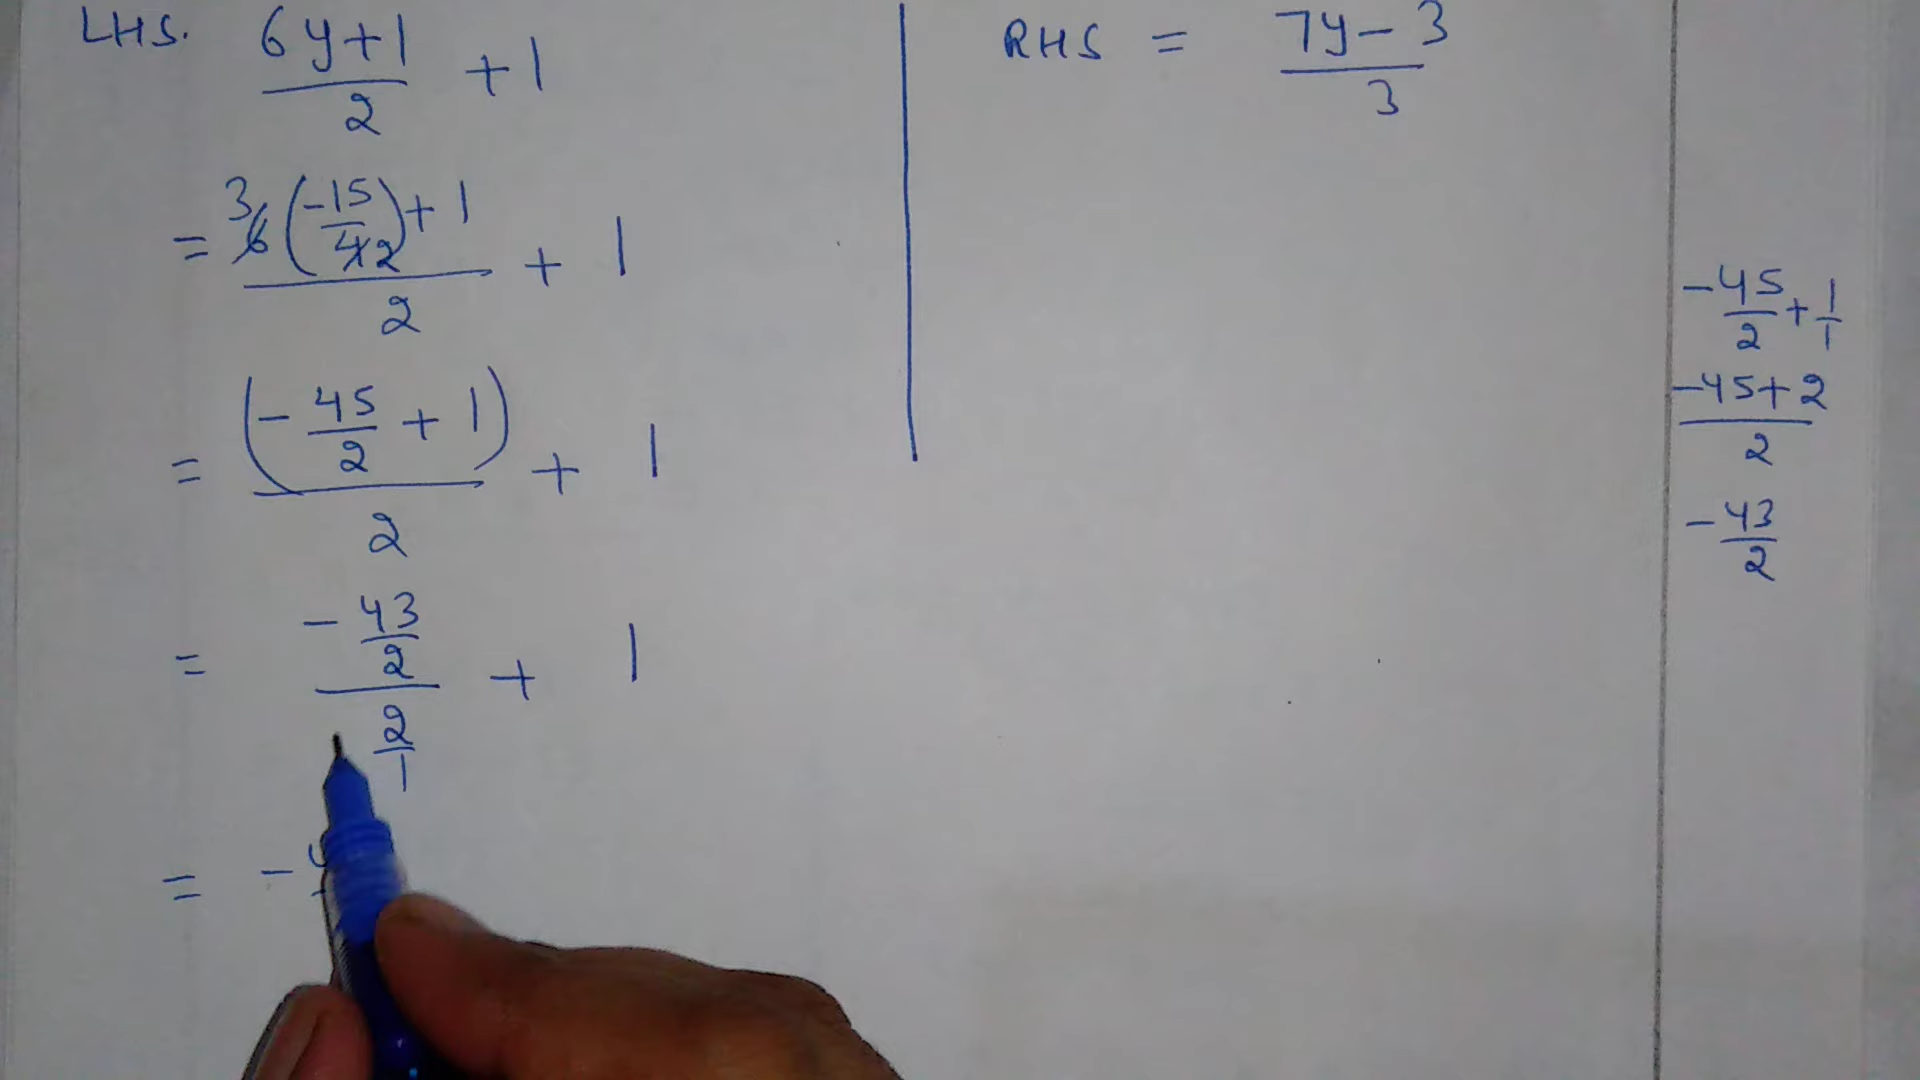 LHS. (6y+1)/2 + 1
= 3 6(-15/4 2)+1 / 2 + 1
= (-45/2 + 1) / 2 + 1
= -43/2 / 2/1 + 1
= -
RHS = (7y-3)/3
-45/2 + 1/1
-45+2 / 2
-43/2